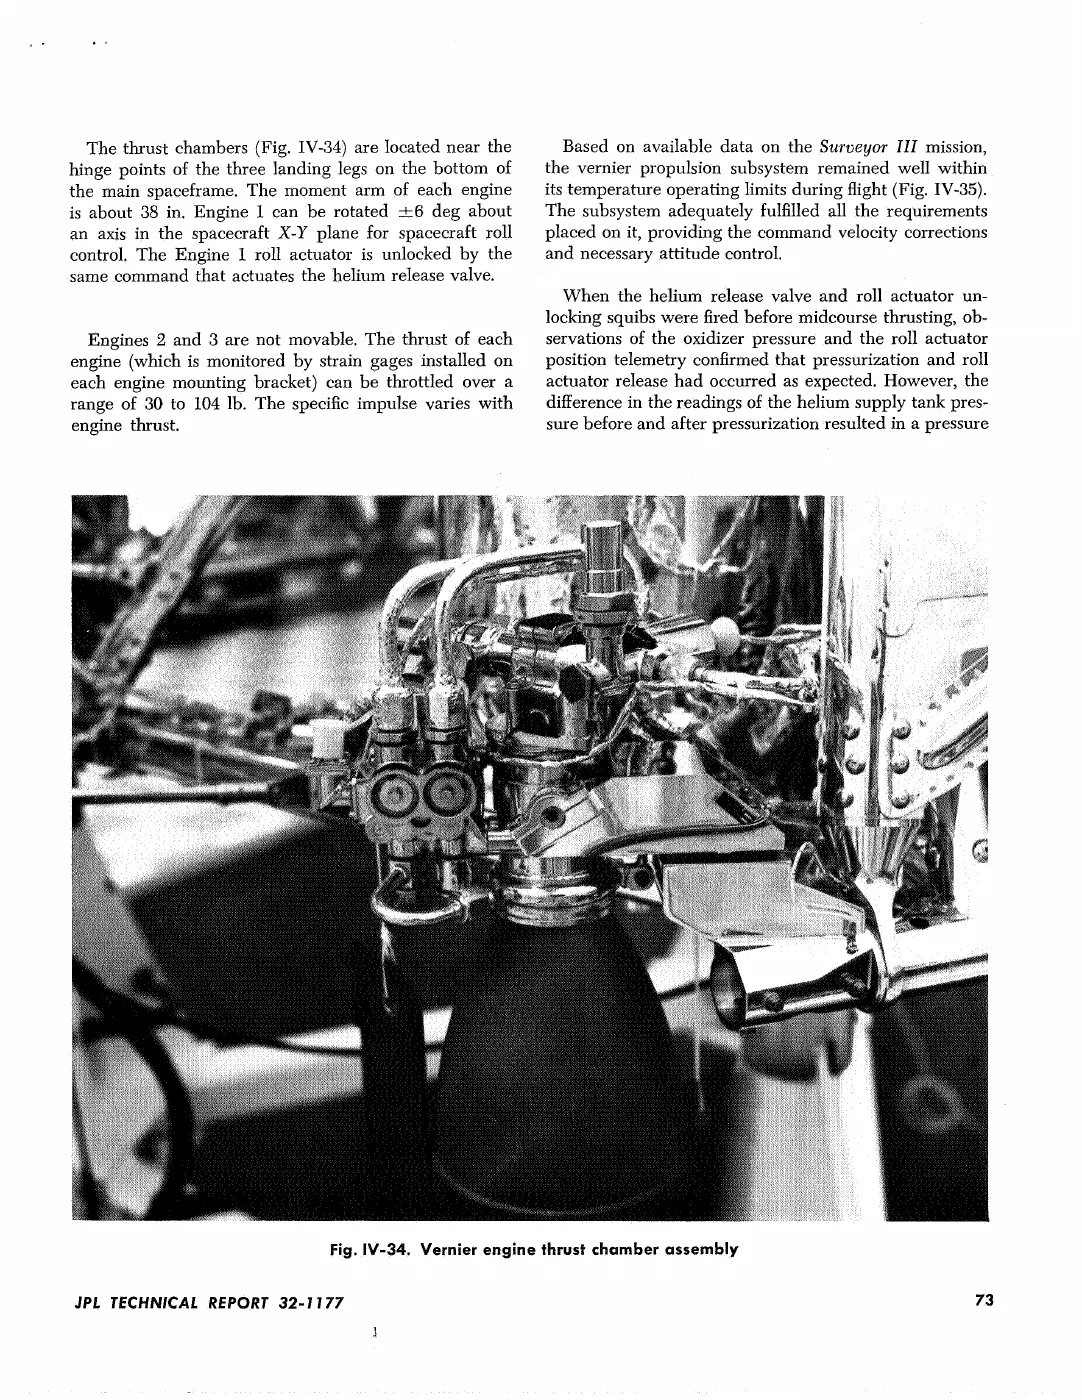 The thrust chambers (Fig. IV-34) are located near the
hinge points of the three landing legs on the bottom of
the main spaceframe. The moment arm of each engine
is about 38 in. Engine 1 can be rotated ±6 deg about
an axis in the spacecraft X-Y plane for spacecraft roll
control. The Engine 1 roll actuator is unlocked by the
same command that actuates the helium release valve.
Engines 2 and 3 are not movable. The thrust of each
engine (which is monitored by strain gages installed on
each engine mounting bracket) can be throttled over a
range of 30 to 104 lb. The specific impulse varies with
engine thrust.
Based on available data on the Surveyor III mission,
the vernier propulsion subsystem remained well within
its temperature operating limits during flight (Fig. IV-35).
The subsystem adequately fulfilled all the requirements
placed on it, providing the command velocity corrections
and necessary attitude control.
When the helium release valve and roll actuator un-
locking squibs were fired before midcourse thrusting, ob-
servations of the oxidizer pressure and the roll actuator
position telemetry confirmed that pressurization and roll
actuator release had occurred as expected. However, the
difference in the readings of the helium supply tank pres-
sure before and after pressurization resulted in a pressure
Fig. IV-34. Vernier engine thrust chamber assembly
JPL TECHNICAL REPORT 32-1177
73